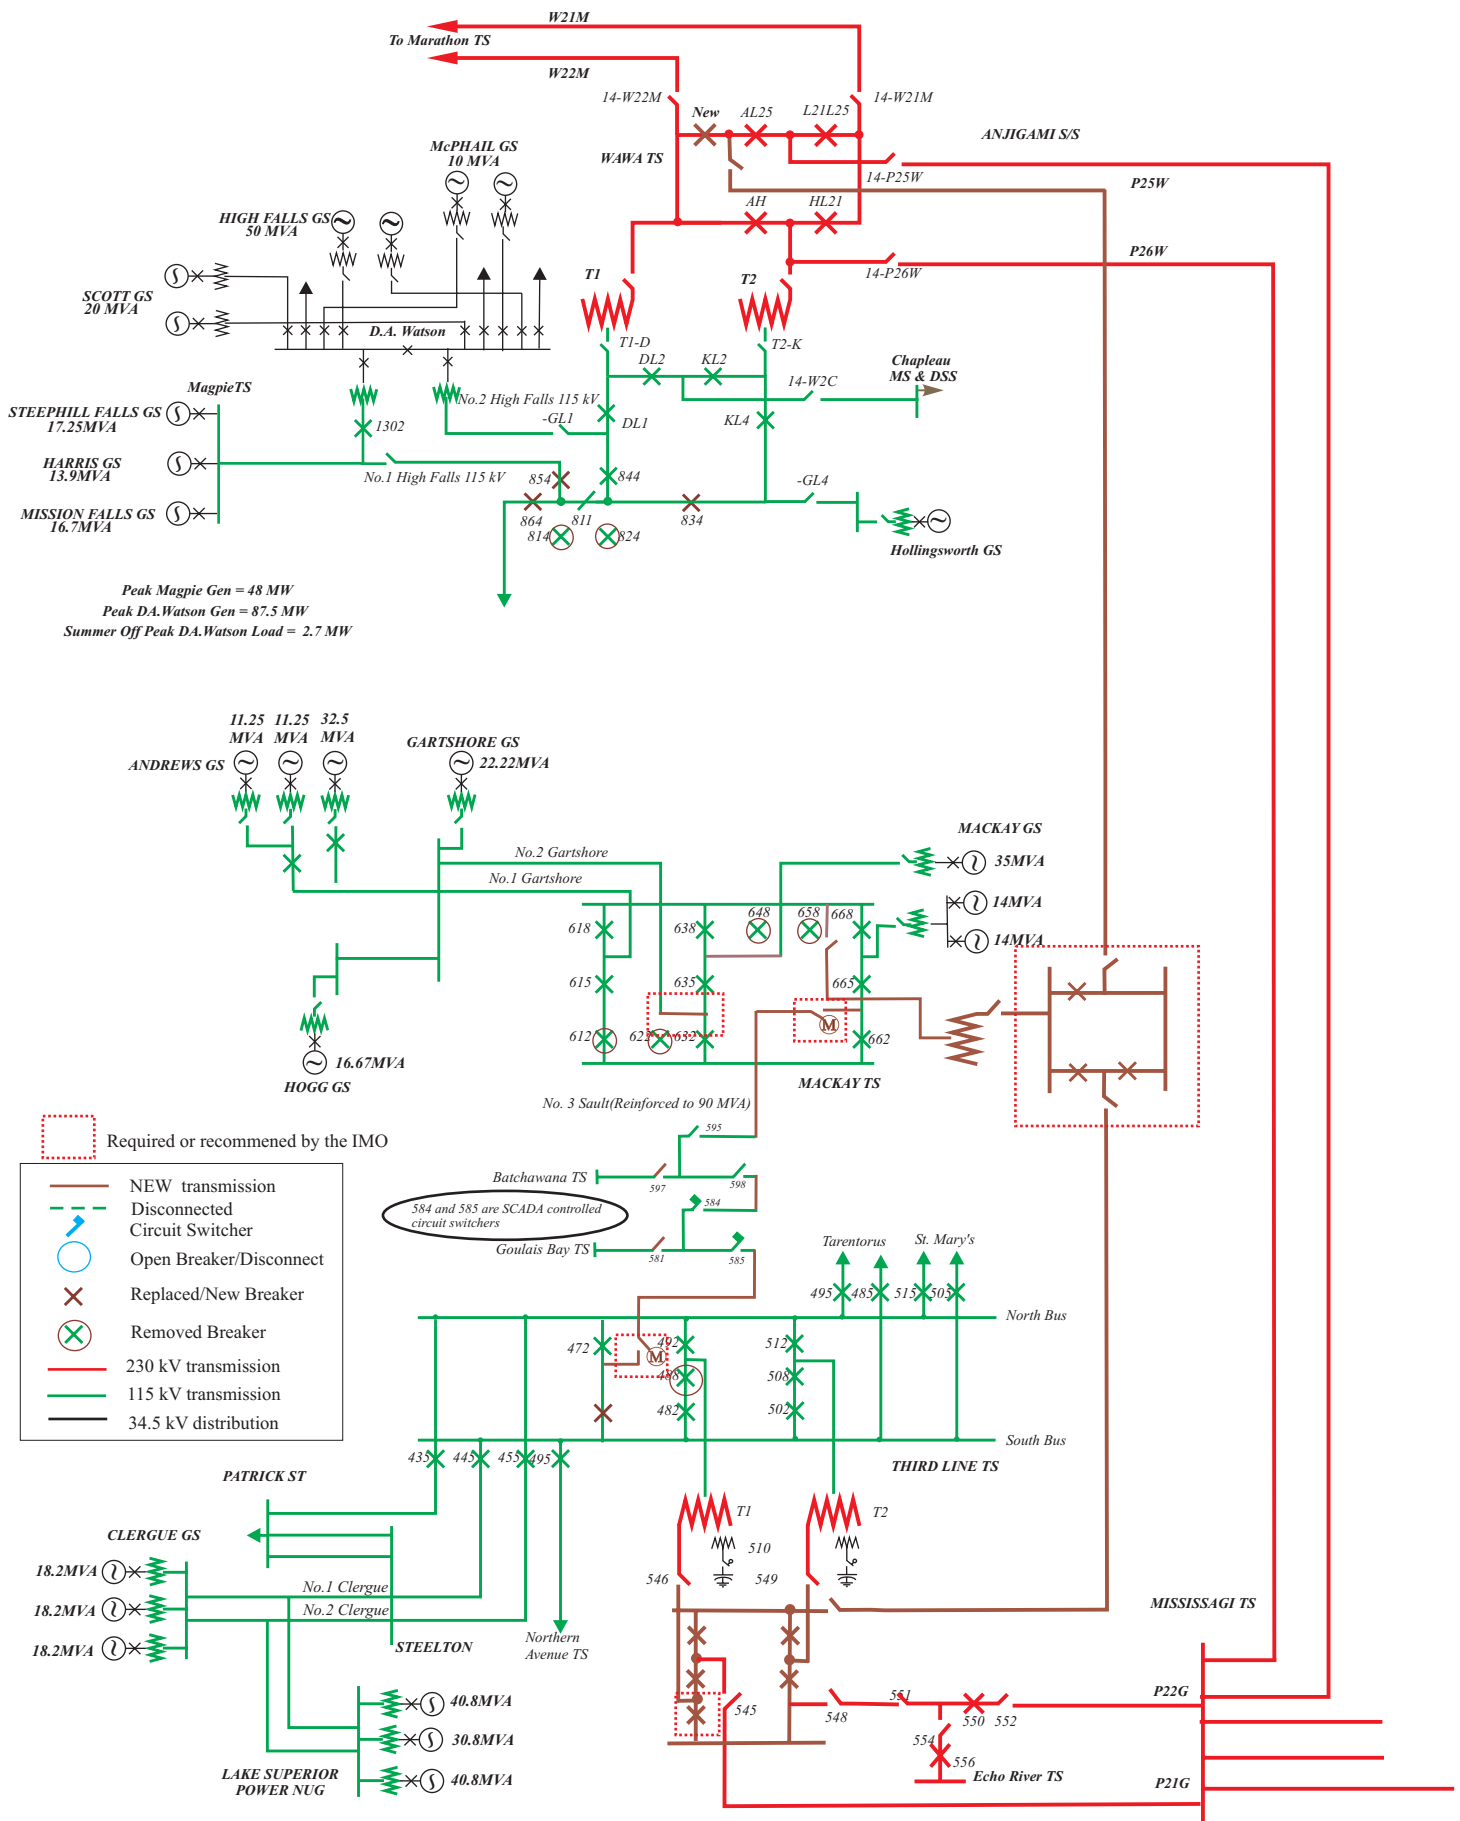 W21M
To Marathon TS
W22M
14-W22M
14-W21M
New
AL25
L21L25
ANJIGAMI S/S
WAWA TS
14-P25W
P25W
McPHAIL GS
10 MVA
HIGH FALLS GS
50 MVA
AH
HL21
P26W
14-P26W
SCOTT GS
20 MVA
T1
T2
D.A. Watson
T1-D
T2-K
DL2
KL2
Chapleau
MS & DSS
14-W2C
MagpieTS
No.2 High Falls 115 kV
-GL1
DL1
KL4
STEEPHILL FALLS GS
17.25MVA
1302
HARRIS GS
13.9MVA
No.1 High Falls 115 kV
854
844
-GL4
MISSION FALLS GS
16.7MVA
864
811
834
814
824
Hollingsworth GS
Peak Magpie Gen = 48 MW
Peak DA.Watson Gen = 87.5 MW
Summer Off Peak DA.Watson Load = 2.7 MW
11.25
MVA
11.25
MVA
32.5
MVA
ANDREWS GS
GARTSHORE GS
22.22MVA
MACKAY GS
35MVA
No.2 Gartshore
No.1 Gartshore
14MVA
14MVA
618
638
648
658
668
615
635
665
612
622
632
M
662
16.67MVA
HOGG GS
MACKAY TS
No. 3 Sault(Reinforced to 90 MVA)
Required or recommened by the IMO
NEW transmission
Disconnected
Circuit Switcher
Open Breaker/Disconnect
Replaced/New Breaker
Removed Breaker
230 kV transmission
115 kV transmission
34.5 kV distribution
595
Batchawana TS
597
598
584 and 585 are SCADA controlled
circuit switchers
584
Goulais Bay TS
581
585
Tarentorus
St. Mary's
495
485
515
505
North Bus
472
M
492
512
488
508
482
502
South Bus
435
445
455
495
THIRD LINE TS
PATRICK ST
CLERGUE GS
T1
T2
510
18.2MVA
18.2MVA
18.2MVA
No.1 Clergue
No.2 Clergue
546
549
STEELTON
Northern
Avenue TS
MISSISSAGI TS
40.8MVA
30.8MVA
40.8MVA
LAKE SUPERIOR
POWER NUG
545
548
551
550
552
554
556
Echo River TS
P22G
P21G